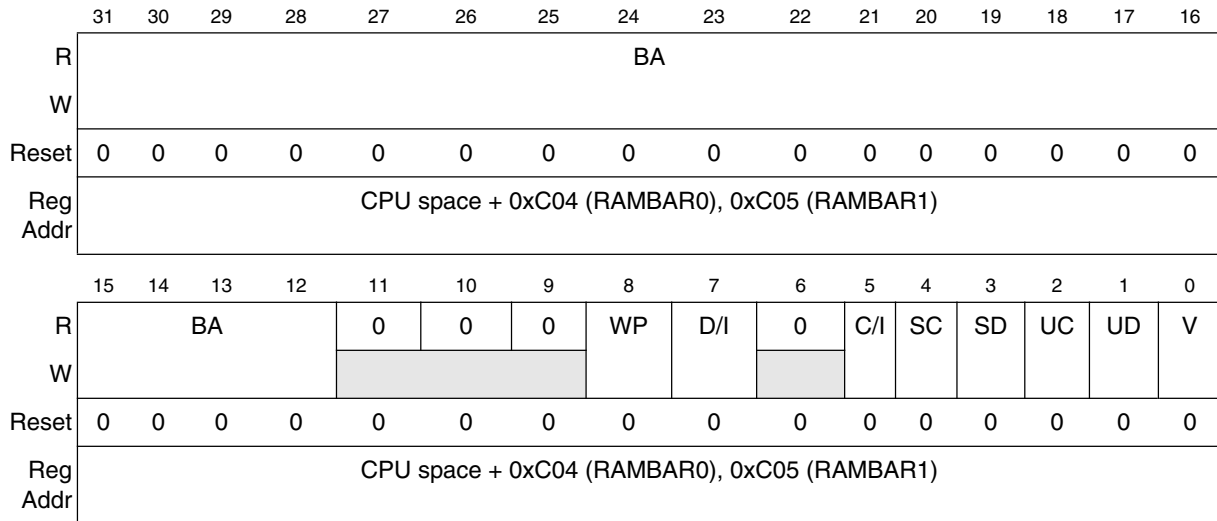 31 30 29 28 27 26 25 24 23 22 21 20 19 18 17 16
R BA
W
Reset 0 0 0 0 0 0 0 0 0 0 0 0 0 0 0 0
Reg CPU space + 0xC04 (RAMBAR0), 0xC05 (RAMBAR1)
Addr
15 14 13 12 11 10 9 8 7 6 5 4 3 2 1 0
R BA 0 0 0 WP D/I 0 C/I SC SD UC UD V
W
Reset 0 0 0 0 0 0 0 0 0 0 0 0 0 0 0 0
Reg CPU space + 0xC04 (RAMBAR0), 0xC05 (RAMBAR1)
Addr